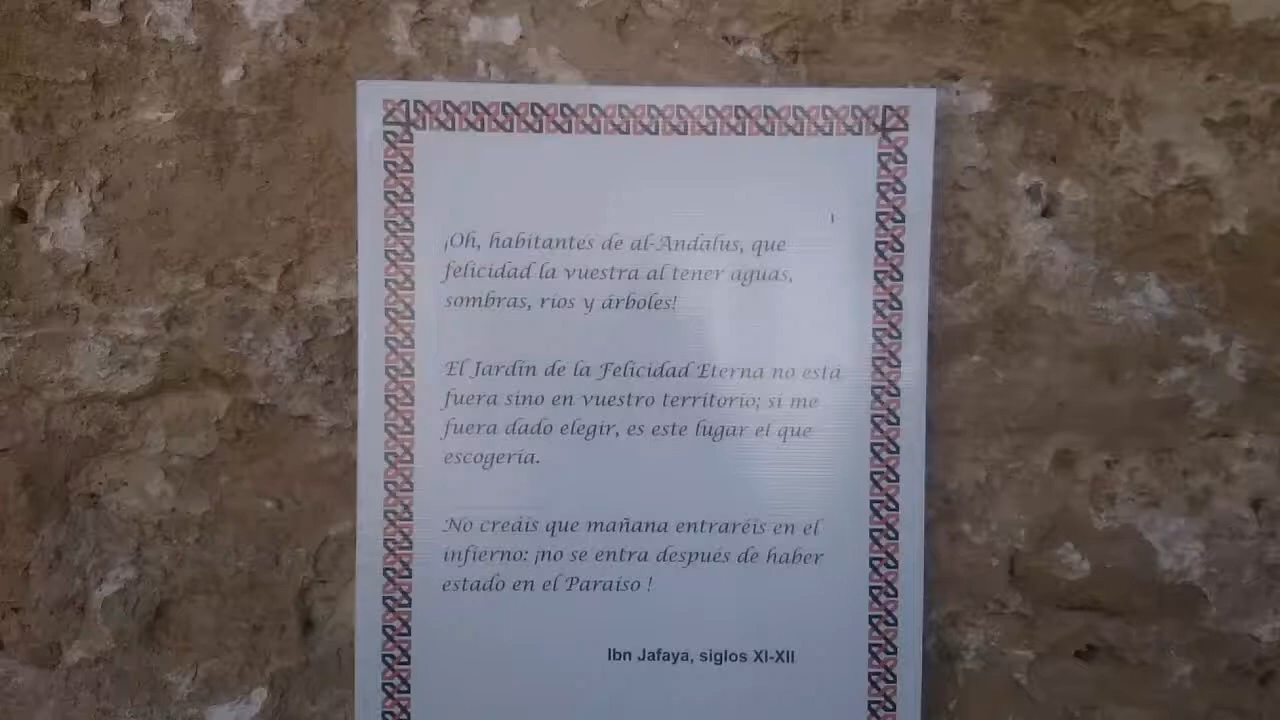 ¡Oh, habitantes de al-Andalus, que
felicidad la vuestra al tener aguas,
sombras, ríos y árboles!
El Jardín de la Felicidad Eterna no está
fuera sino en vuestro territorio; si me
fuera dado elegir, es este lugar el que
escogería.
No creáis que mañana entraréis en el
infierno: ¡no se entra después de haber
estado en el Paraíso !
Ibn Jafaya, siglos XI-XII